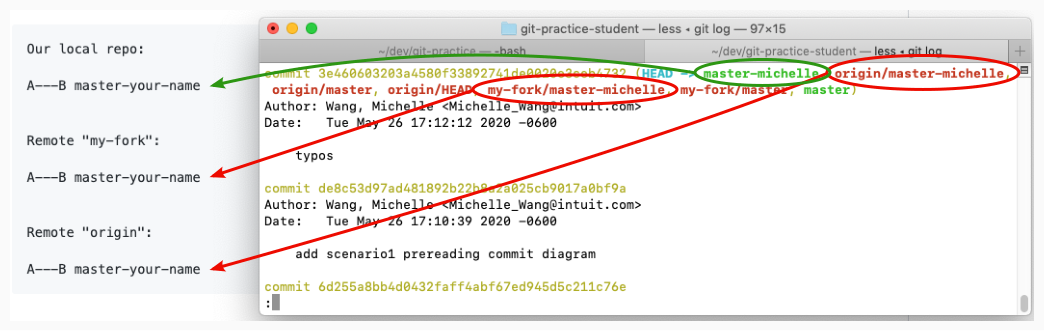 Our local repo:
A---B master-your-name
Remote "my-fork":
A---B master-your-name
Remote "origin":
A---B master-your-name
git-practice-student — less ◂ git log — 97×15
~/dev/git-practice — -bash
~/dev/git-practice-student — less ◂ git log
+
(HEAD -> master-michelle, origin/master-michelle,
origin/master, origin/HEAD, my-fork/master-michelle, my-fork/master, master)
Author: Wang, Michelle <Michelle_Wang@intuit.com>
Date:   Tue May 26 17:12:12 2020 -0600
typos
commit
Author: Wang, Michelle <Michelle_Wang@intuit.com>
Date:   Tue May 26 17:10:39 2020 -0600
add scenario1 prereading commit diagram
commit 6d255a8bb4d0432faff4abf67ed945d5c211c76e
: